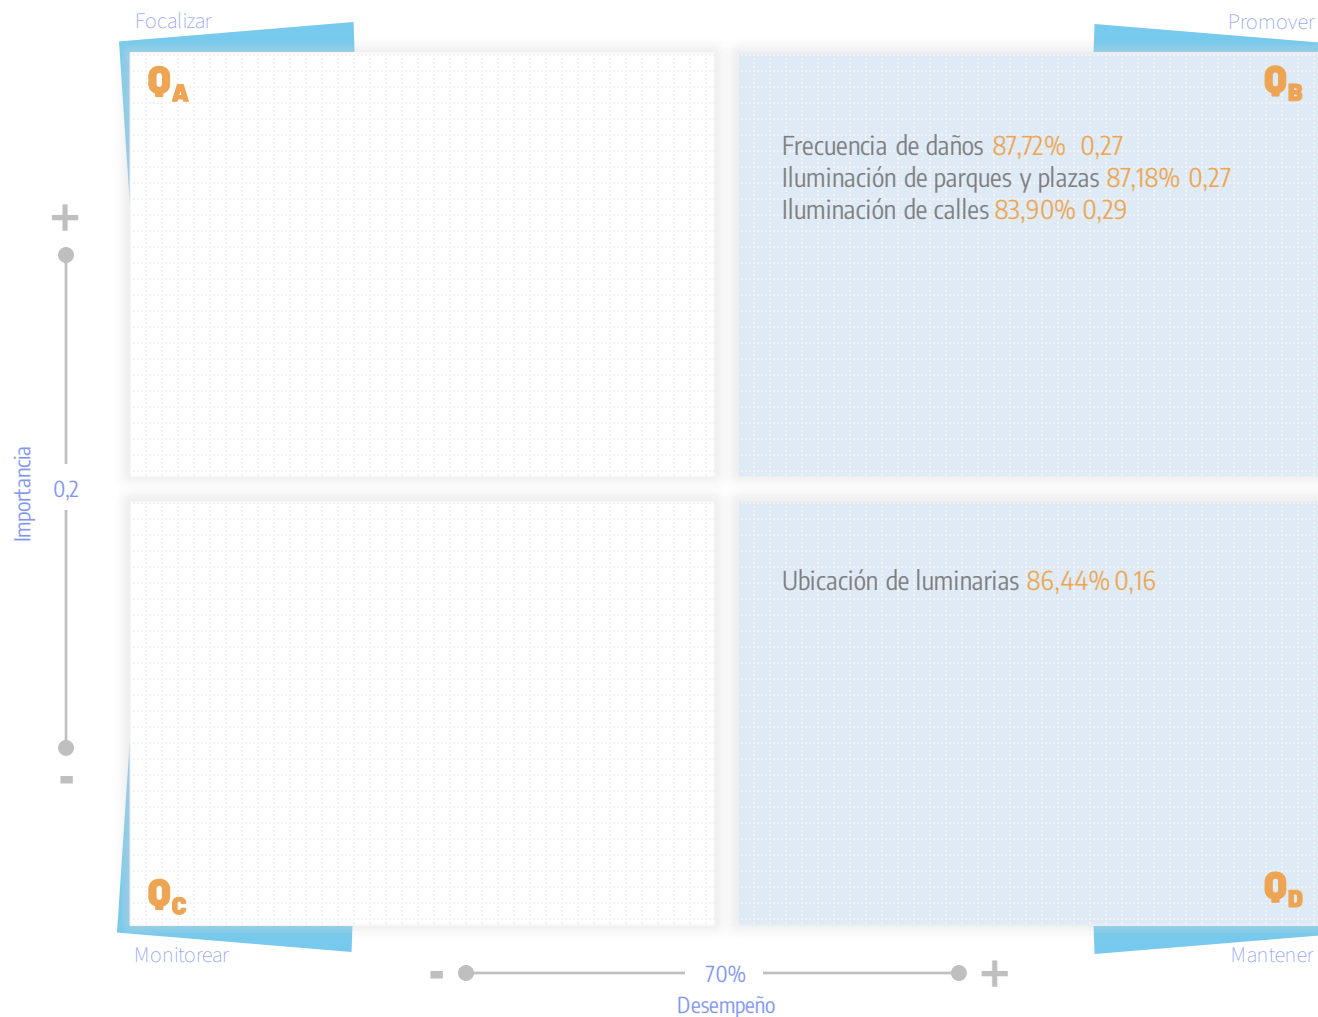 Focalizar
Promover
QA
QB
Frecuencia de daños 87,72% 0,27
Iluminación de parques y plazas 87,18% 0,27
Iluminación de calles 83,90% 0,29
+
Importancia
0,2
Ubicación de luminarias 86,44% 0,16
-
QC
QD
Monitorear
Mantener
- 70% +
Desempeño